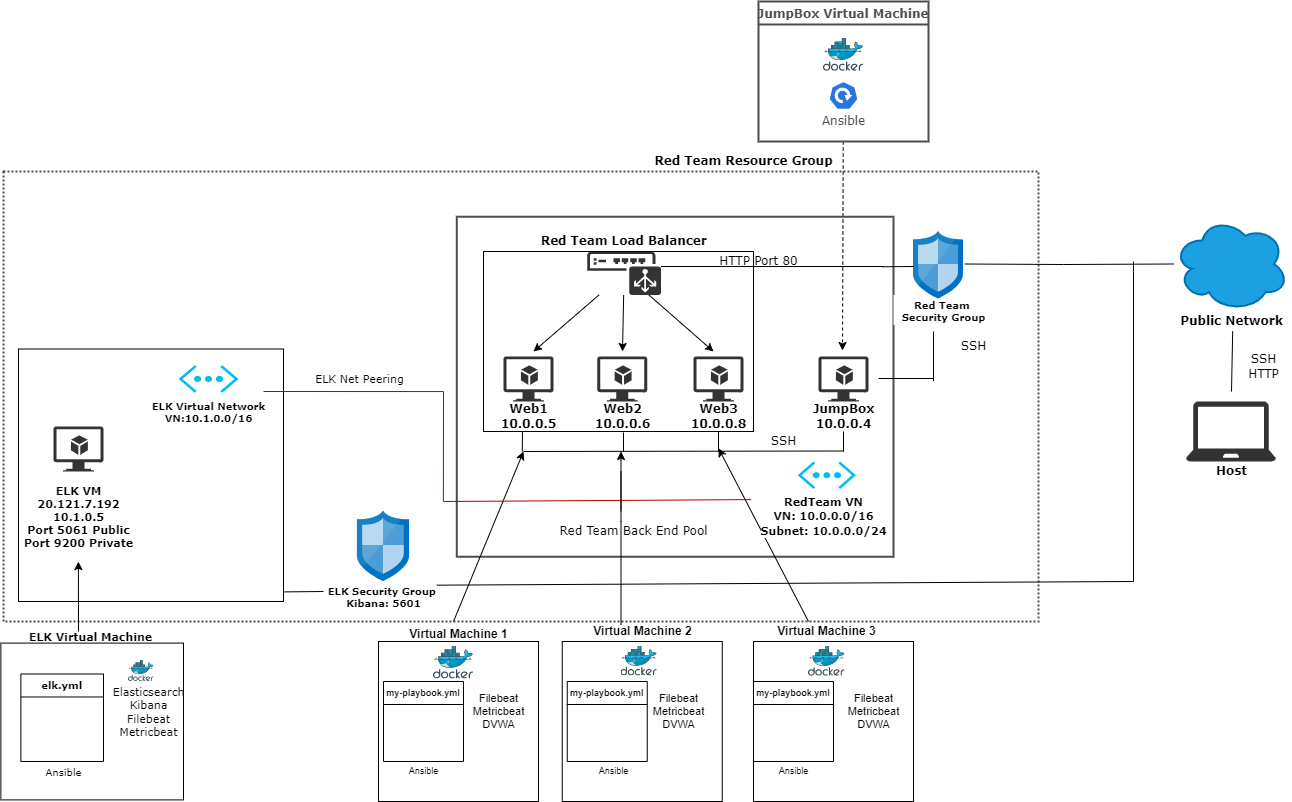 JumpBox Virtual Machine
docker
Ansible
Red Team Resource Group
Red Team Load Balancer
HTTP Port 80
Red Team
Security Group
SSH
Public Network
SSH
HTTP
Host
Web1
10.0.0.5
Web2
10.0.0.6
Web3
10.0.0.8
JumpBox
10.0.0.4
SSH
RedTeam VN
VN: 10.0.0.0/16
Subnet: 10.0.0.0/24
Red Team Back End Pool
ELK Net Peering
ELK Virtual Network
VN:10.1.0.0/16
ELK VM
20.121.7.192
10.1.0.5
Port 5061 Public
Port 9200 Private
ELK Security Group
Kibana: 5601
ELK Virtual Machine
elk.yml
docker
Elasticsearch
Kibana
Filebeat
Metricbeat
Ansible
Virtual Machine 1
docker
my-playbook.yml
Filebeat
Metricbeat
DVWA
Ansible
Virtual Machine 2
docker
my-playbook.yml
Filebeat
Metricbeat
DVWA
Ansible
Virtual Machine 3
docker
my-playbook.yml
Filebeat
Metricbeat
DVWA
Ansible